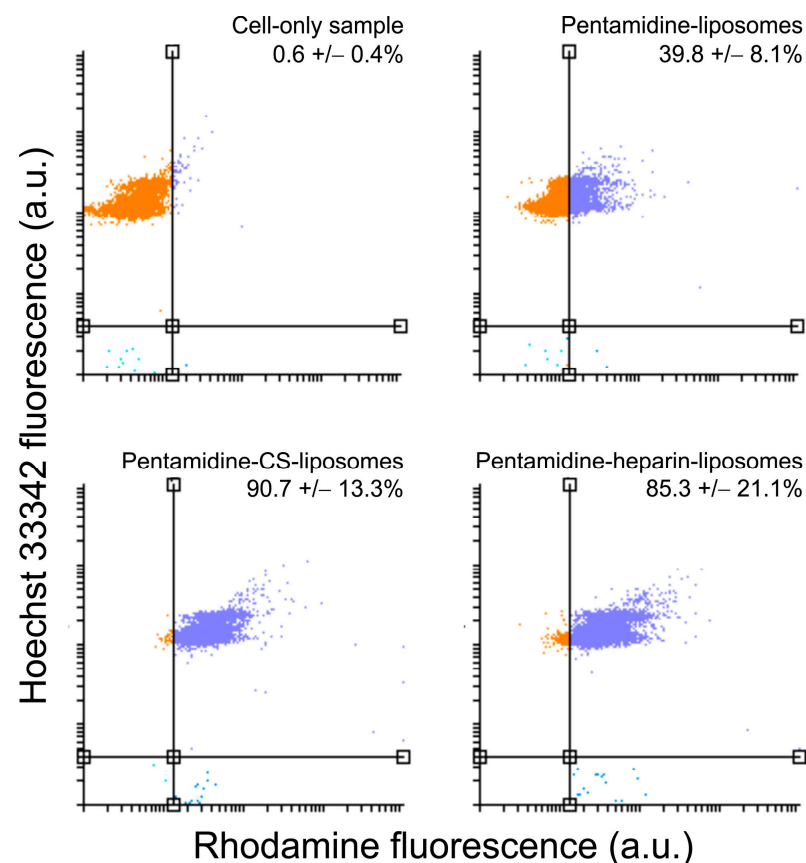 Cell-only sample
0.6 +/– 0.4%
Pentamidine-liposomes
39.8 +/– 8.1%
Pentamidine-CS-liposomes
90.7 +/– 13.3%
Pentamidine-heparin-liposomes
85.3 +/– 21.1%
Hoechst 33342 fluorescence (a.u.)
Rhodamine fluorescence (a.u.)